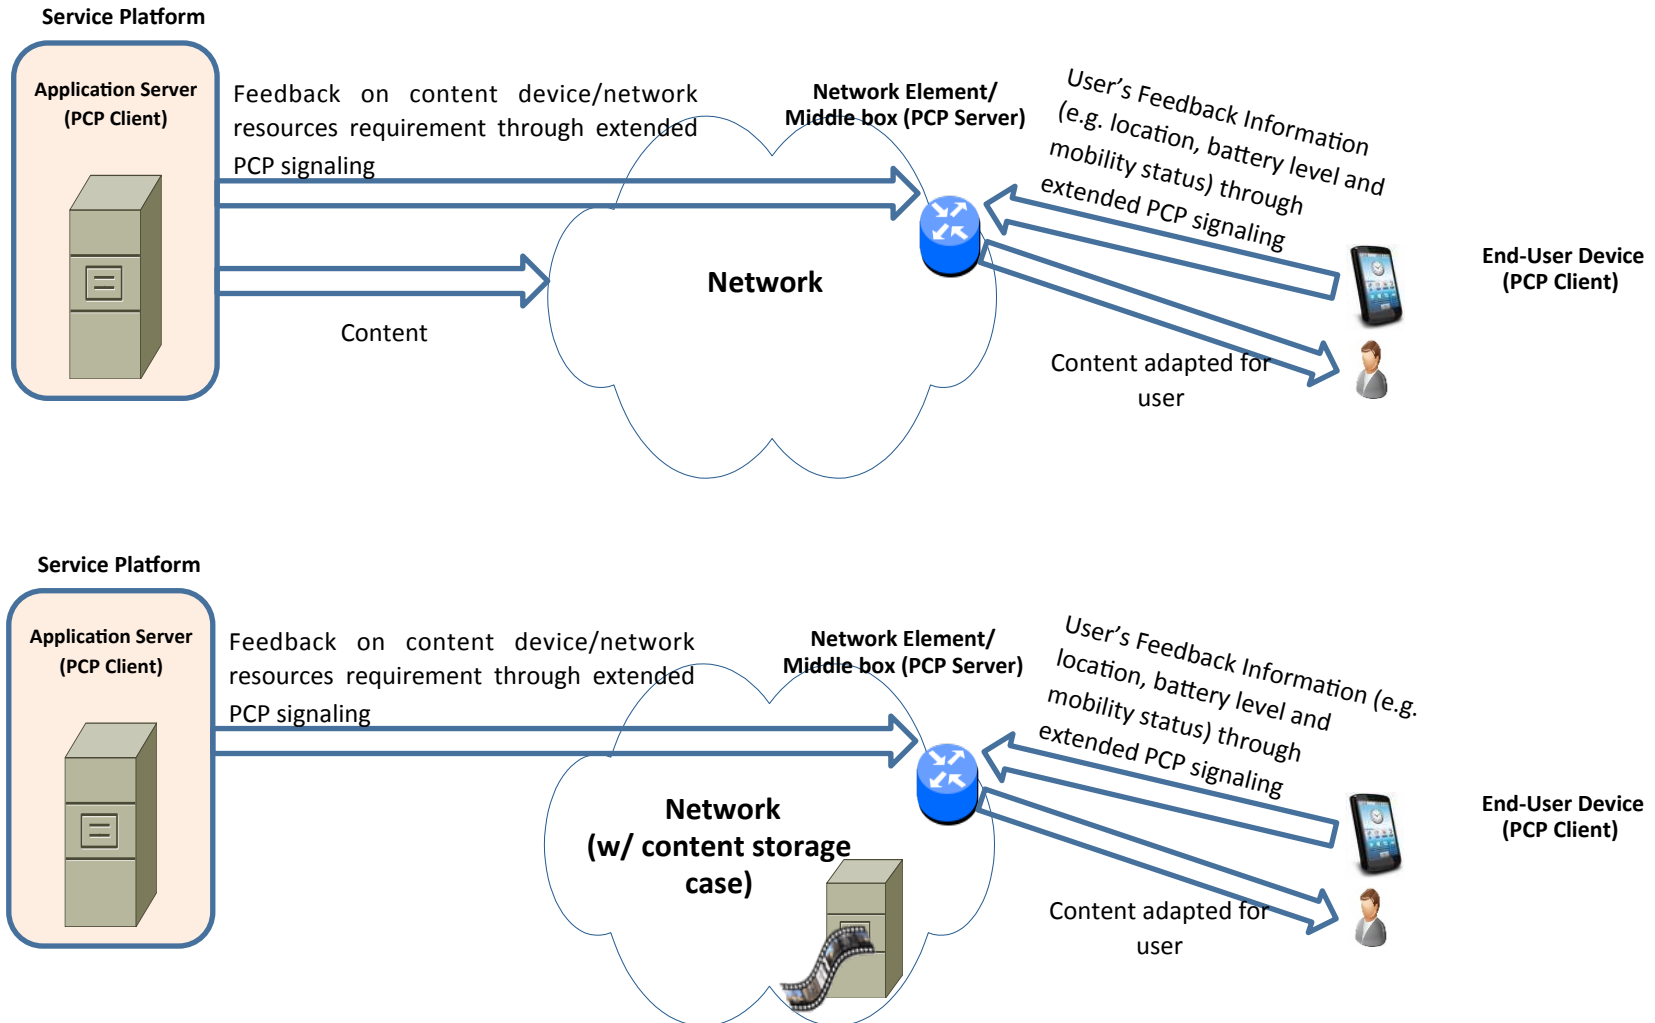 Service Platform
Application Server
(PCP Client)
Feedback on content device/network
resources requirement through extended
PCP signaling
Content
Network Element/
Middle box (PCP Server)
Network
User's Feedback Information
(e.g. location, battery level and
mobility status) through
extended PCP signaling
Content adapted for
user
End-User Device
(PCP Client)
Service Platform
Application Server
(PCP Client)
Feedback on content device/network
resources requirement through extended
PCP signaling
Network Element/
Middle box (PCP Server)
Network
(w/ content storage
case)
User's Feedback Information (e.g.
location, battery level and
mobility status) through
extended PCP signaling
Content adapted for
user
End-User Device
(PCP Client)